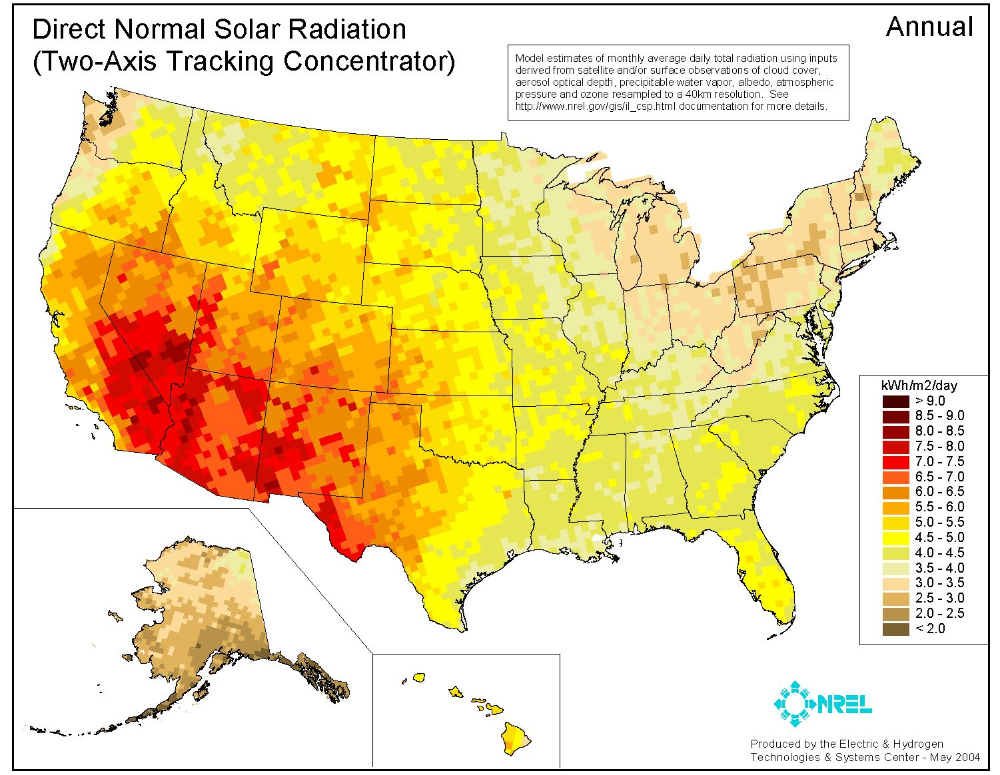 Direct Normal Solar Radiation
(Two-Axis Tracking Concentrator)
Annual
Model estimates of monthly average daily total radiation using inputs
derived from satellite and/or surface observations of cloud cover,
aerosol optical depth, precipitable water vapor, albedo, atmospheric
pressure and ozone resampled to a 40km resolution. See
http://www.nrel.gov/gis/il_csp.html documentation for more details.
kWh/m2/day
> 9.0
8.5 - 9.0
8.0 - 8.5
7.5 - 8.0
7.0 - 7.5
6.5 - 7.0
6.0 - 6.5
5.5 - 6.0
5.0 - 5.5
4.5 - 5.0
4.0 - 4.5
3.5 - 4.0
3.0 - 3.5
2.5 - 3.0
2.0 - 2.5
< 2.0
NREL
Produced by the Electric & Hydrogen
Technologies & Systems Center - May 2004